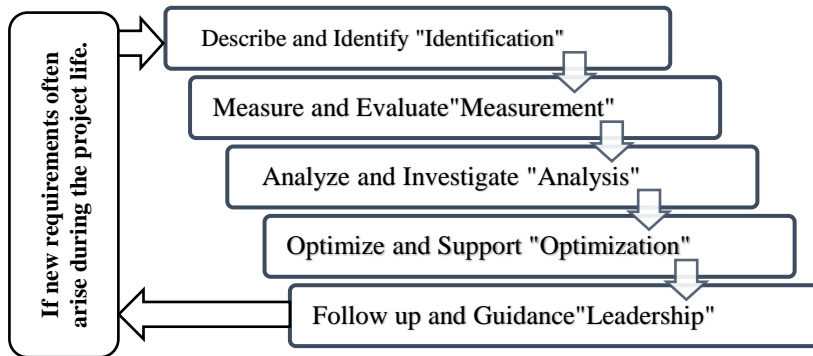 If new requirements often
arise during the project life.
Describe and Identify "Identification"
Measure and Evaluate"Measurement"
Analyze and Investigate "Analysis"
Optimize and Support "Optimization"
Follow up and Guidance"Leadership"